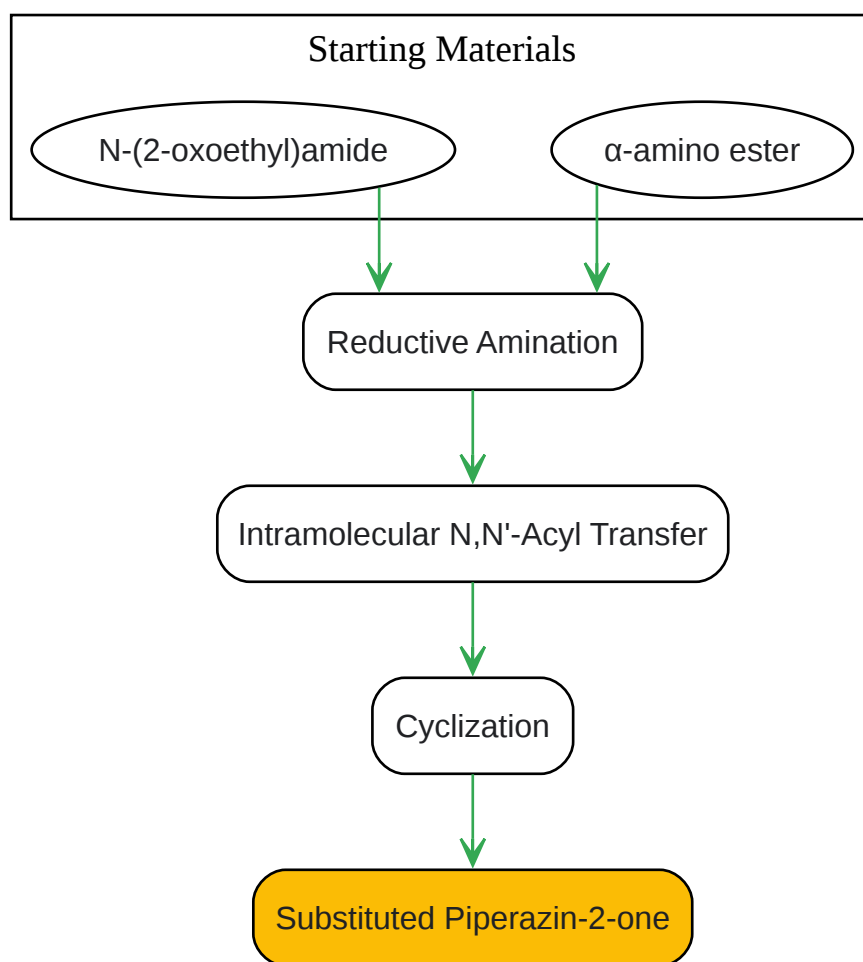 Starting Materials
N-(2-oxoethyl)amide
α-amino ester
Reductive Amination
Intramolecular N,N'-Acyl Transfer
Cyclization
Substituted Piperazin-2-one